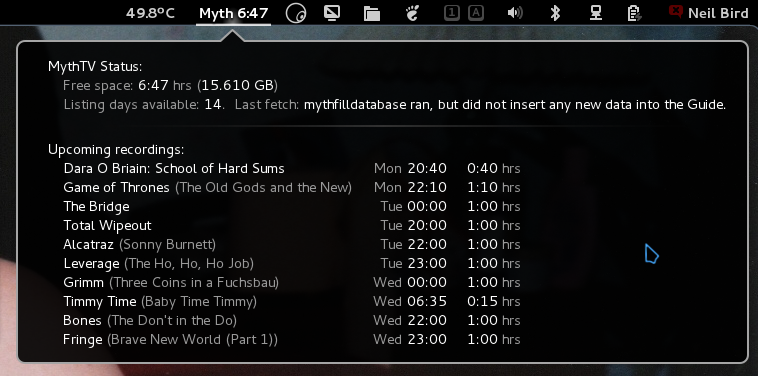 49.8ºC Myth 6:47 1 A Neil Bird
MythTV Status:
Free space: 6:47 hrs (15.610 GB)
Listing days available: 14. Last fetch: mythfilldatabase ran, but did not insert any new data into the Guide.
Upcoming recordings:
Dara O Briain: School of Hard Sums Mon 20:40 0:40 hrs
Game of Thrones (The Old Gods and the New) Mon 22:10 1:10 hrs
The Bridge Tue 00:00 1:00 hrs
Total Wipeout Tue 20:00 1:00 hrs
Alcatraz (Sonny Burnett) Tue 22:00 1:00 hrs
Leverage (The Ho, Ho, Ho Job) Tue 23:00 1:00 hrs
Grimm (Three Coins in a Fuchsbau) Wed 00:00 1:00 hrs
Timmy Time (Baby Time Timmy) Wed 06:35 0:15 hrs
Bones (The Don't in the Do) Wed 22:00 1:00 hrs
Fringe (Brave New World (Part 1)) Wed 23:00 1:00 hrs